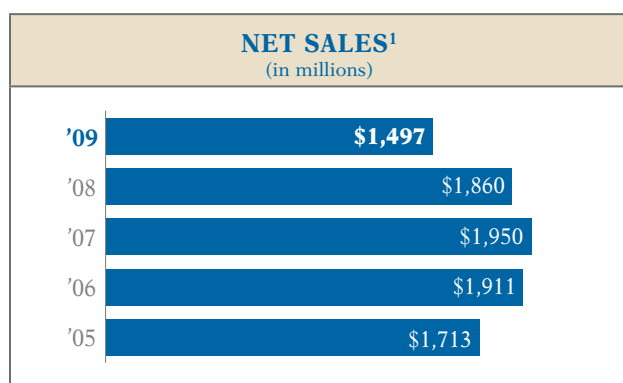 NET SALES¹
(in millions)
’09 $1,497
’08 $1,860
’07 $1,950
’06 $1,911
’05 $1,713